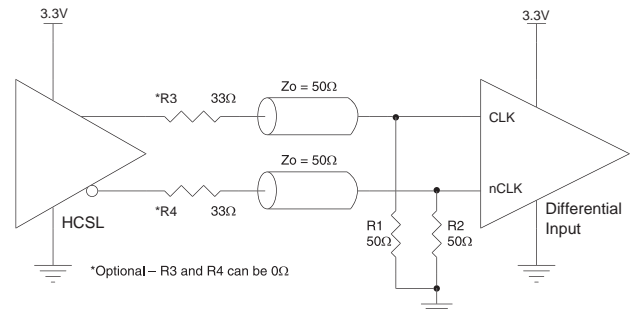 3.3V
3.3V
*R3 33Ω
Zo = 50Ω
CLK
Zo = 50Ω
nCLK
*R4 33Ω
HCSL
R1
50Ω
R2
50Ω
Differential
Input
*Optional – R3 and R4 can be 0Ω